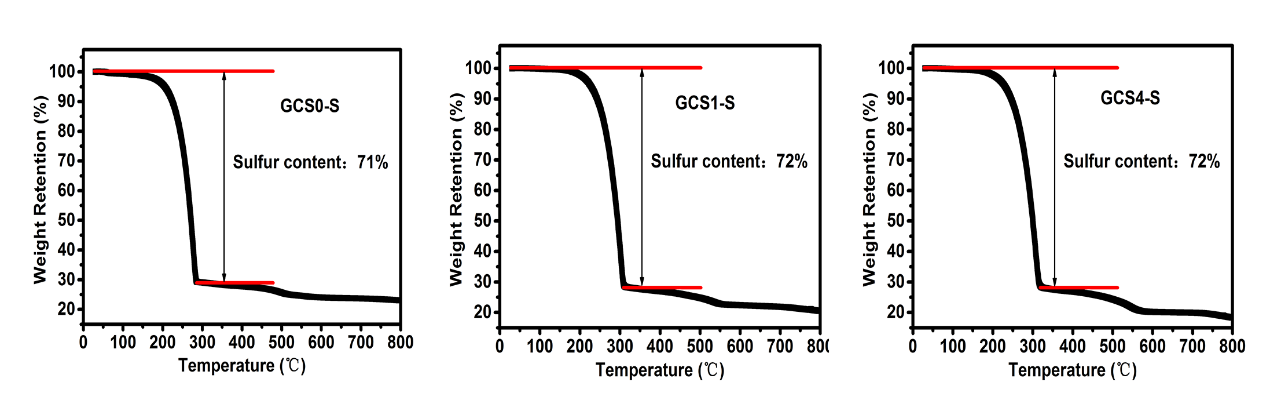 100
90
80
70
60
50
40
30
20
0 100 200 300 400 500 600 700 800
Weight Retention (%)
Temperature (℃)
GCS0-S
Sulfur content：71%
100
90
80
70
60
50
40
30
20
0 100 200 300 400 500 600 700 800
Weight Retention (%)
Temperature (℃)
GCS1-S
Sulfur content：72%
100
90
80
70
60
50
40
30
20
0 100 200 300 400 500 600 700 800
Weight Retention (%)
Temperature (℃)
GCS4-S
Sulfur content：72%